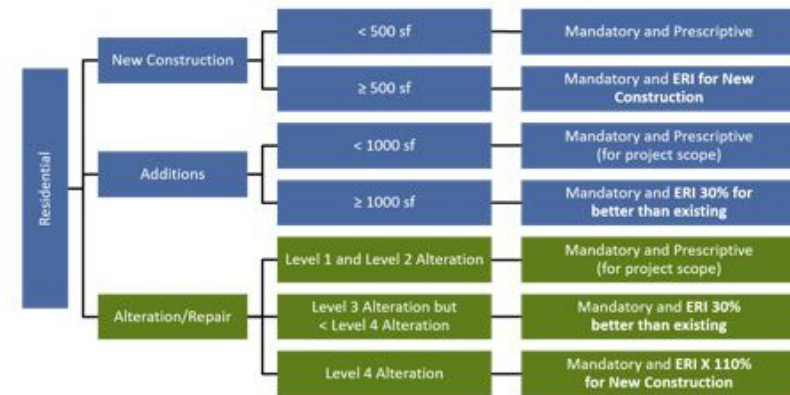 Residential
New Construction
< 500 sf
Mandatory and Prescriptive
≥ 500 sf
Mandatory and ERI for New
Construction
Additions
< 1000 sf
Mandatory and Prescriptive
(for project scope)
≥ 1000 sf
Mandatory and ERI 30% for
better than existing
Alteration/Repair
Level 1 and Level 2 Alteration
Mandatory and Prescriptive
(for project scope)
Level 3 Alteration but
< Level 4 Alteration
Mandatory and ERI 30%
better than existing
Level 4 Alteration
Mandatory and ERI X 110%
for New Construction